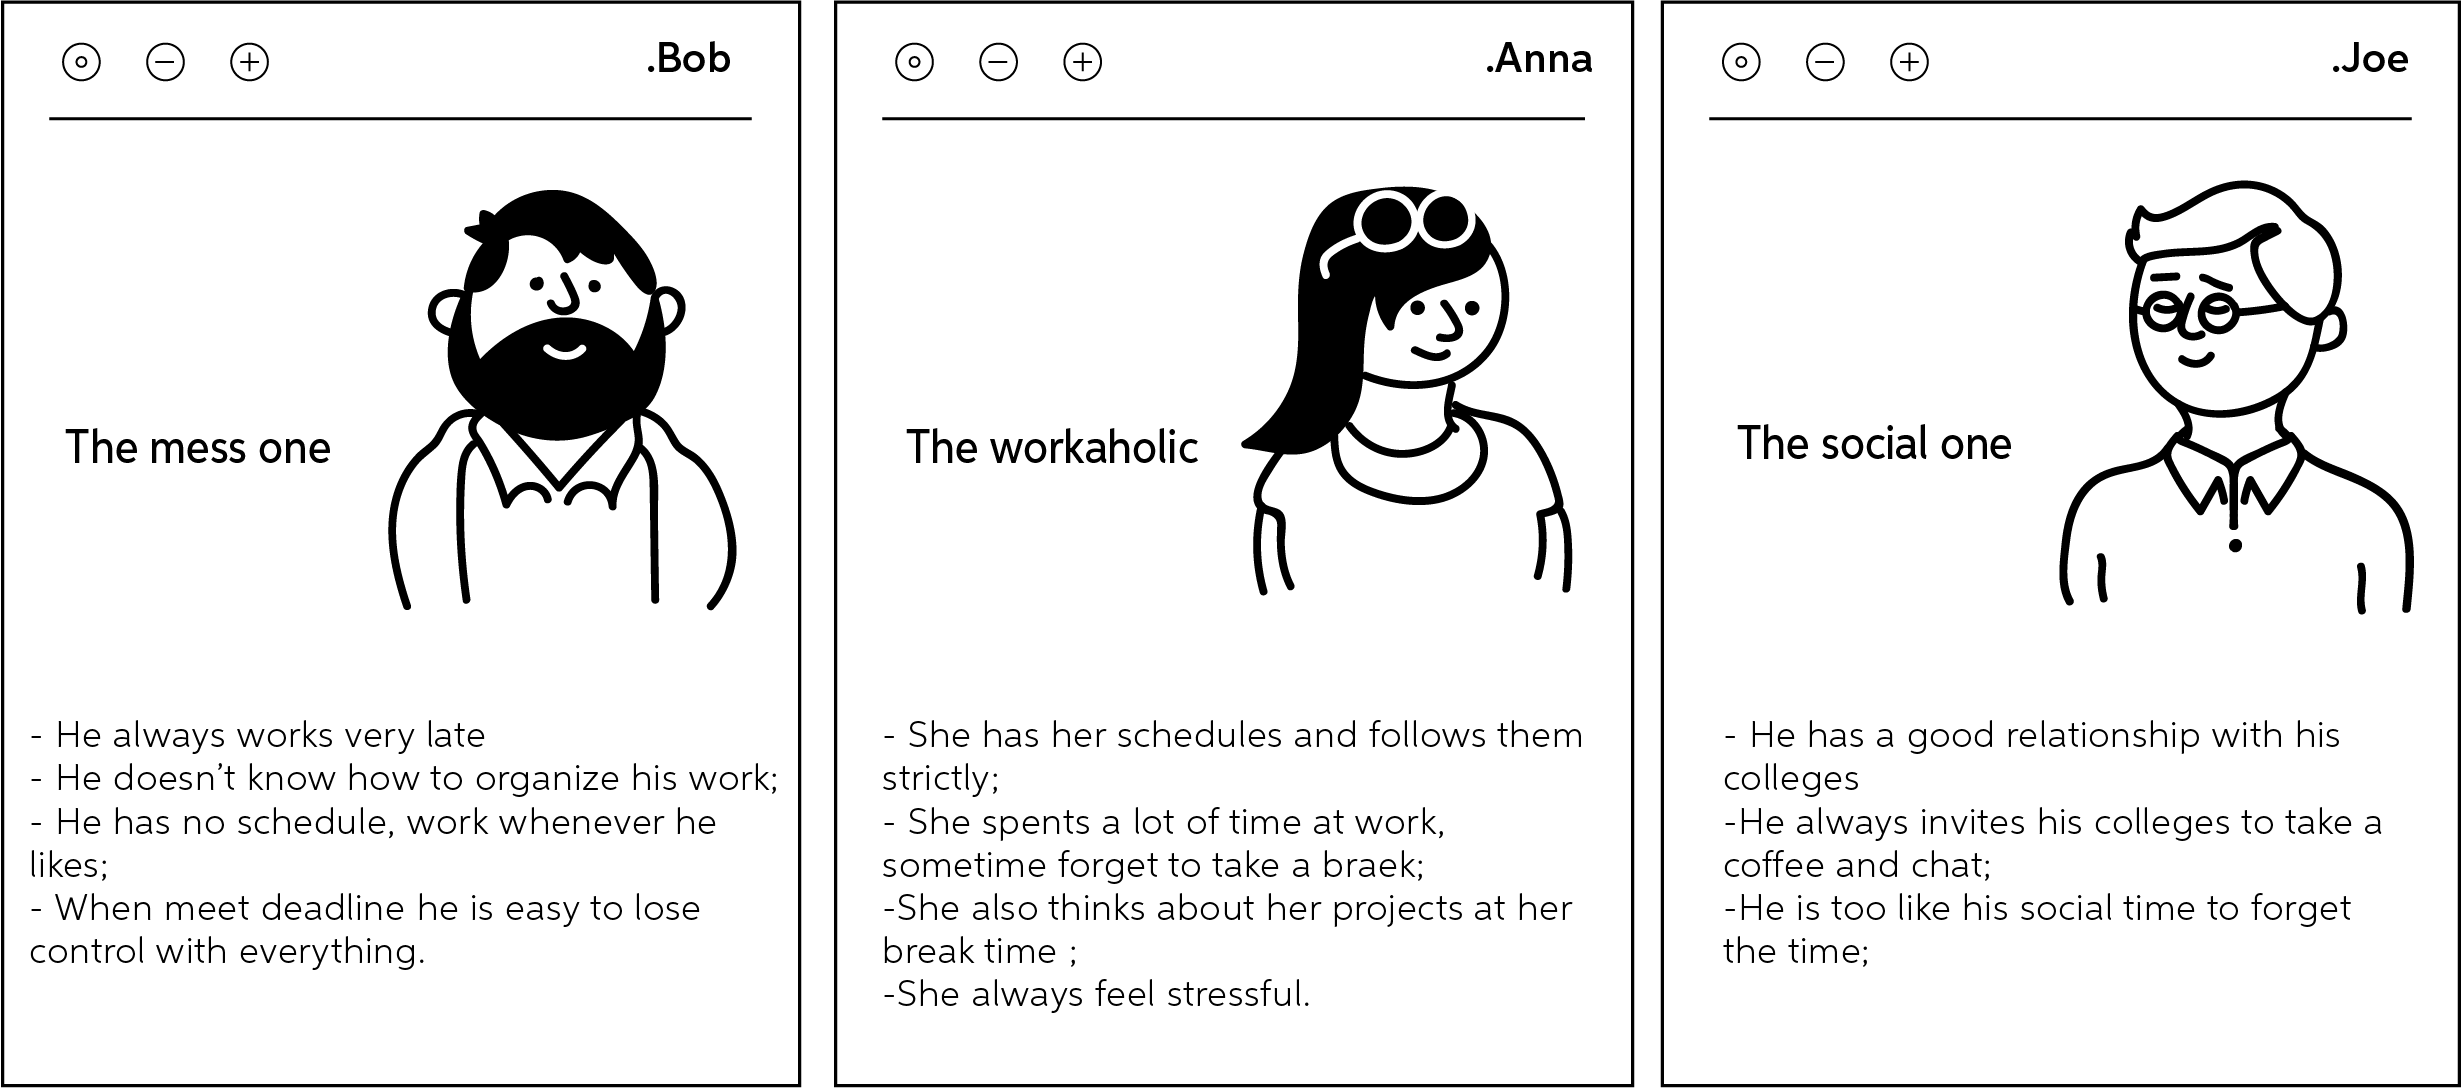 .Bob
The mess one
- He always works very late
- He doesn’t know how to organize his work;
- He has no schedule, work whenever he
likes;
- When meet deadline he is easy to lose
control with everything.
.Anna
The workaholic
- She has her schedules and follows them
strictly;
- She spents a lot of time at work,
sometime forget to take a braek;
-She also thinks about her projects at her
break time ;
-She always feel stressful.
.Joe
The social one
- He has a good relationship with his
colleges
-He always invites his colleges to take a
coffee and chat;
-He is too like his social time to forget
the time;